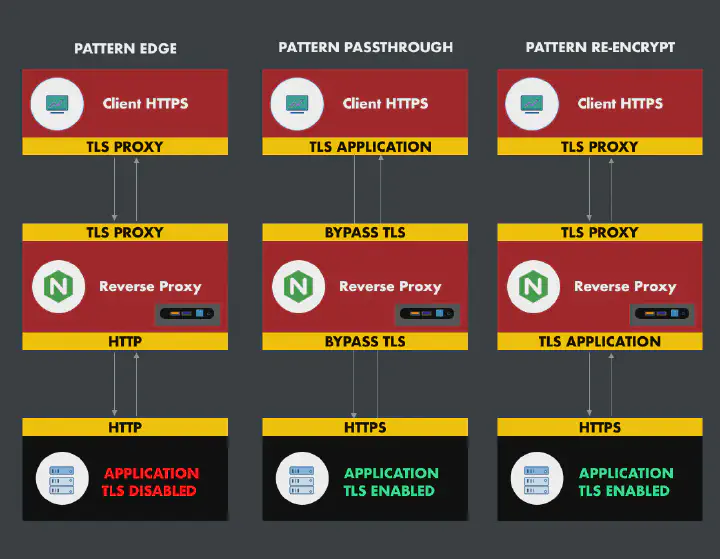 PATTERN EDGE
Client HTTPS
TLS PROXY
TLS PROXY
N
Reverse Proxy
HTTP
HTTP
APPLICATION
TLS DISABLED
PATTERN PASSTHROUGH
Client HTTPS
TLS APPLICATION
BYPASS TLS
N
Reverse Proxy
BYPASS TLS
HTTPS
APPLICATION
TLS ENABLED
PATTERN RE-ENCRYPT
Client HTTPS
TLS PROXY
TLS PROXY
N
Reverse Proxy
TLS APPLICATION
HTTPS
APPLICATION
TLS ENABLED